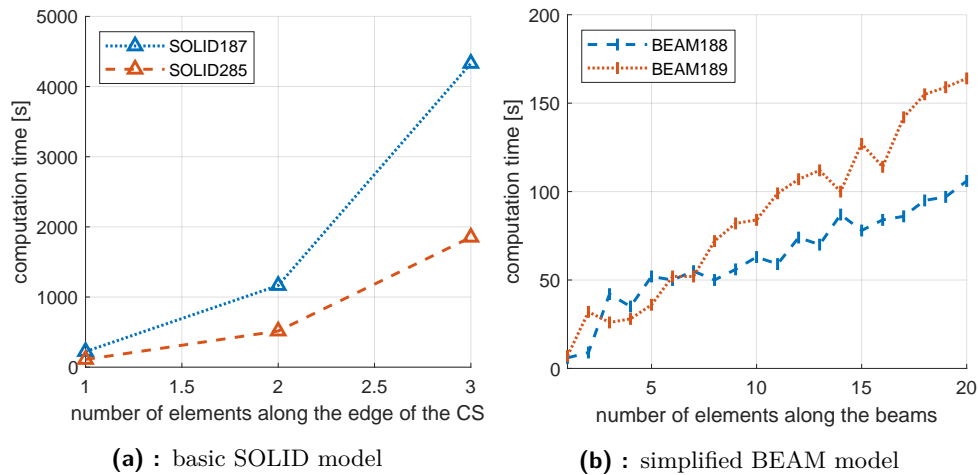 5000
4000
3000
2000
1000
0
computation time [s]
SOLID187
SOLID285
1 1.5 2 2.5 3
number of elements along the edge of the CS
(a) : basic SOLID model
200
150
100
50
0
computation time [s]
BEAM188
BEAM189
5 10 15 20
number of elements along the beams
(b) : simplified BEAM model